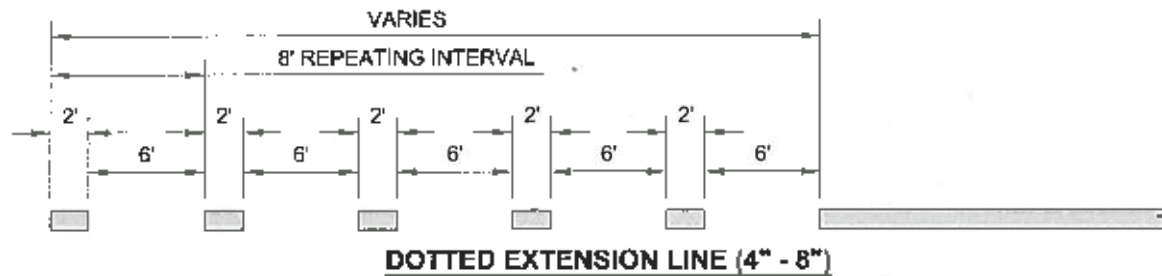 VARIES
8' REPEATING INTERVAL
2' 2' 2' 2' 2'
6' 6' 6' 6' 6'
DOTTED EXTENSION LINE (4" - 8")